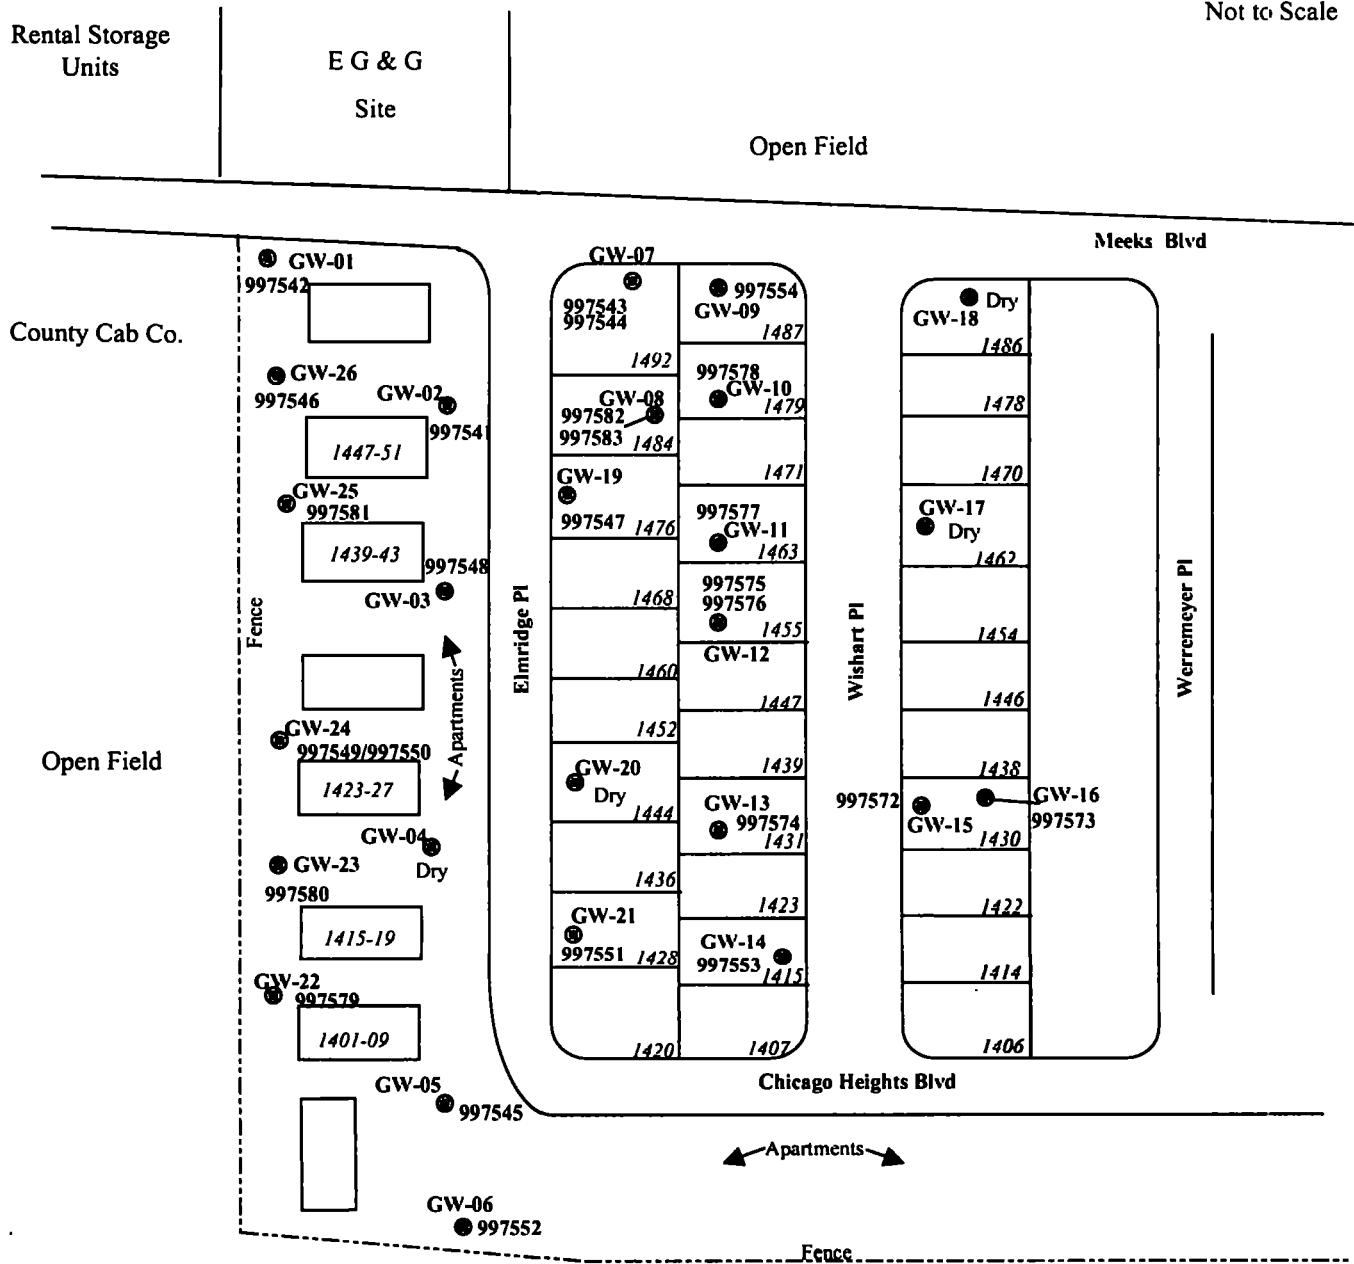 Not to Scale
Rental Storage
Units
E G & G
Site
Open Field
Meeks Blvd
County Cab Co.
Open Field
Fence
GW-01
997542
GW-26
997546
GW-02
997541
1447-51
GW-25
997581
1439-43
997548
GW-03
Apartments
GW-24
997549/997550
1423-27
GW-04
Dry
GW-23
997580
1415-19
GW-22
997579
1401-09
GW-05
997545
GW-06
997552
Elmridge Pl
GW-07
997543
997544
1492
GW-08
997582
997583
1484
GW-19
997547
1476
1468
1460
1452
GW-20
Dry
1444
1436
GW-21
997551
1428
1420
997554
GW-09
1487
997578
GW-10
1479
1471
997577
GW-11
1463
997575
997576
1455
GW-12
1447
1439
GW-13
997574
1431
1423
GW-14
997553
1415
1407
Wishart Pl
Dry
GW-18
1486
1478
1470
GW-17
Dry
1462
1454
1446
1438
997572
GW-15
GW-16
997573
1430
1422
1414
1406
Werremeyer Pl
Chicago Heights Blvd
Apartments
Fence